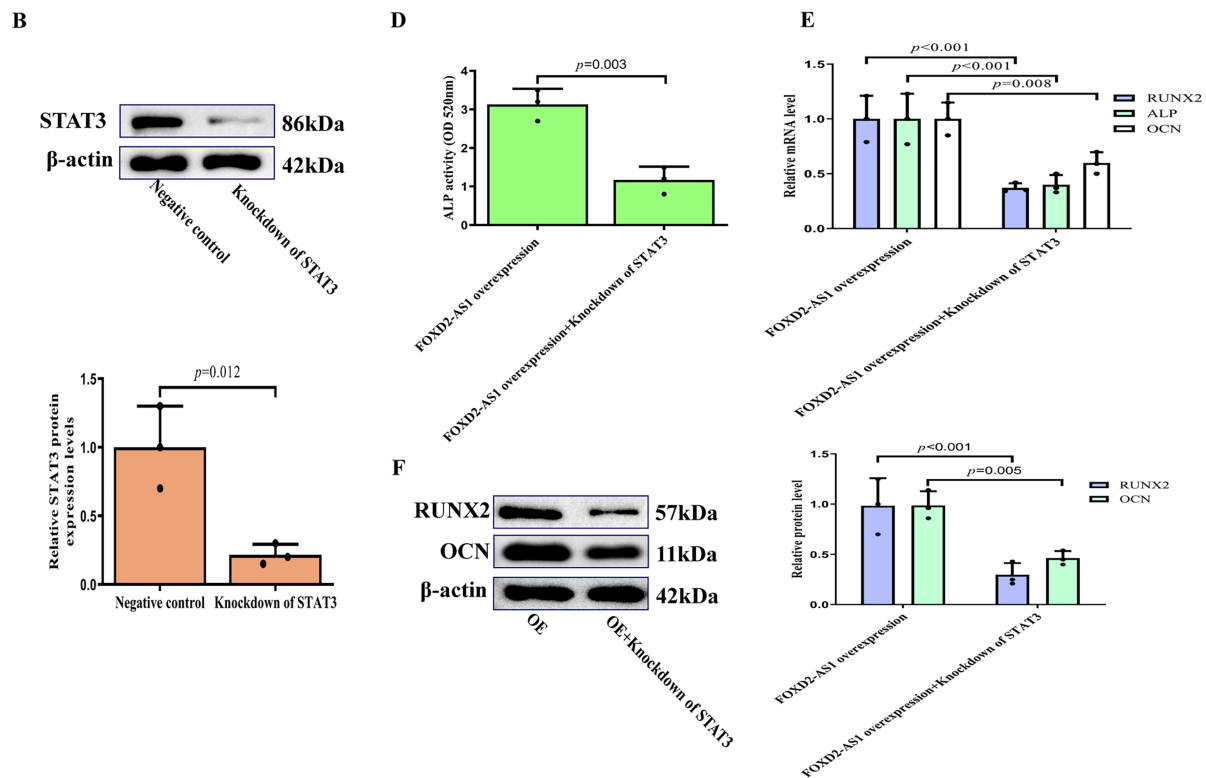 B
STAT3
86kDa
β-actin
42kDa
Negative control
Knockdown of STAT3
Relative STAT3 protein
expression levels
1.5
1.0
0.5
0.0
p=0.012
Negative control
Knockdown of STAT3
D
ALP activity (OD 520nm)
4
3
2
1
0
p=0.003
FOXD2-AS1 overexpression
FOXD2-AS1 overexpression+Knockdown of STAT3
E
Relative mRNA level
1.5
1.0
0.5
0.0
p<0.001
p<0.001
p=0.008
RUNX2
ALP
OCN
FOXD2-AS1 overexpression
FOXD2-AS1 overexpression+Knockdown of STAT3
F
RUNX2
57kDa
OCN
11kDa
β-actin
42kDa
OE
OE+Knockdown of STAT3
Relative protein level
1.5
1.0
0.5
0.0
p<0.001
p=0.005
RUNX2
OCN
FOXD2-AS1 overexpression
FOXD2-AS1 overexpression+Knockdown of STAT3